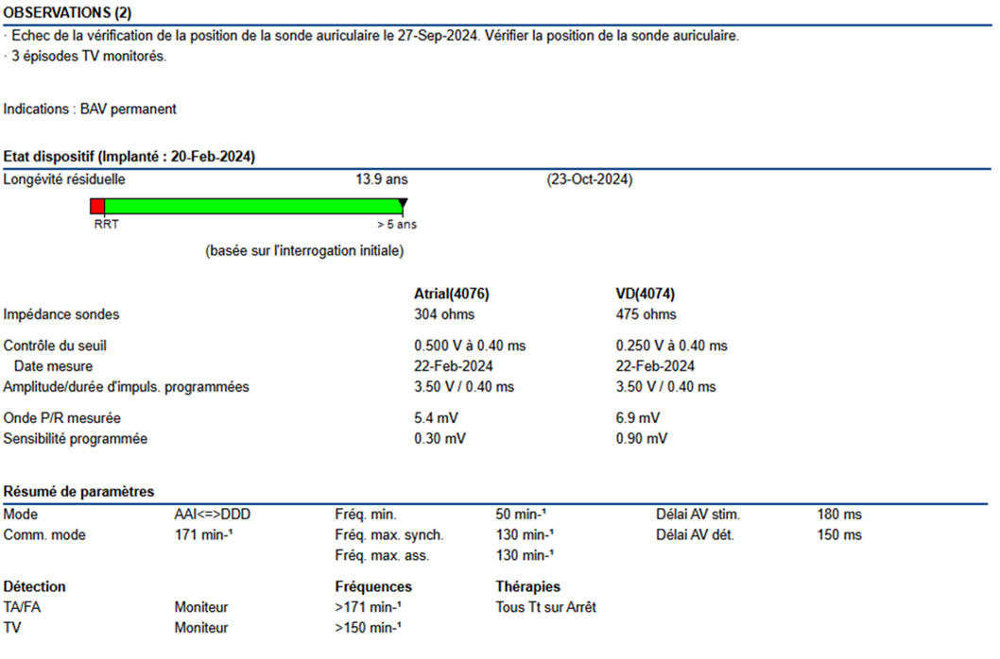 OBSERVATIONS (2)
· Echec de la vérification de la position de la sonde auriculaire le 27-Sep-2024. Vérifier la position de la sonde auriculaire.
· 3 épisodes TV monitorés.
Indications : BAV permanent
Etat dispositif (Implanté : 20-Feb-2024)
Longévité résiduelle 13.9 ans (23-Oct-2024)
RRT > 5 ans
(basée sur l'interrogation initiale)
Atrial(4076) VD(4074)
Impédance sondes 304 ohms 475 ohms
Contrôle du seuil 0.500 V à 0.40 ms 0.250 V à 0.40 ms
Date mesure 22-Feb-2024 22-Feb-2024
Amplitude/durée d'impuls. programmées 3.50 V / 0.40 ms 3.50 V / 0.40 ms
Onde P/R mesurée 5.4 mV 6.9 mV
Sensibilité programmée 0.30 mV 0.90 mV
Résumé de paramètres
Mode AAI<=>DDD Fréq. min. 50 min-¹ Délai AV stim. 180 ms
Comm. mode 171 min-¹ Fréq. max. synch. 130 min-¹ Délai AV dét. 150 ms
Fréq. max. ass. 130 min-¹
Détection Fréquences Thérapies
TA/FA Moniteur >171 min-¹ Tous Tt sur Arrêt
TV Moniteur >150 min-¹